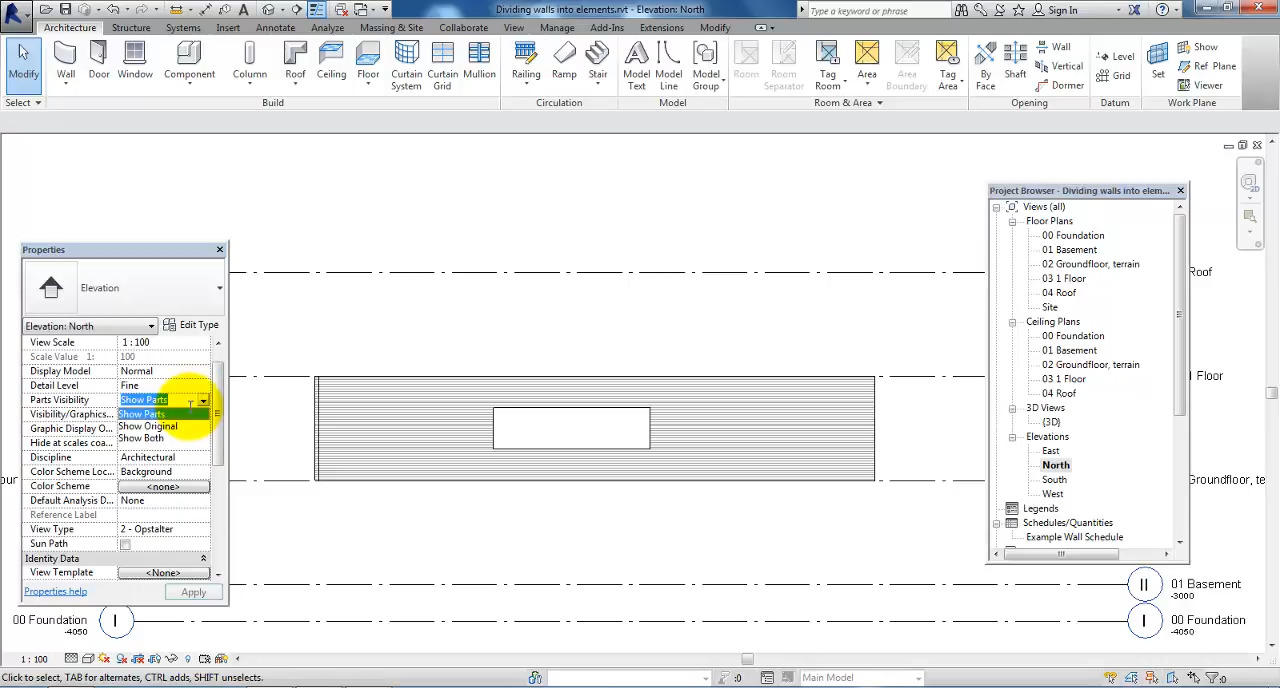 Dividing walls into elements.rvt - Elevation: North
Type a keyword or phrase
Sign In
Architecture Structure Systems Insert Annotate Analyze Massing & Site Collaborate View Manage Add-Ins Extensions Modify
Modify Wall Door Window Component Column Roof Ceiling Floor Curtain System Curtain Grid Mullion Railing Ramp Stair Model Text Model Line Model Group Room Room Separator Tag Room Area Area Boundary Tag Area By Face Shaft Wall Vertical Dormer Level Grid Set Show Ref Plane Viewer
Select Build Circulation Model Room & Area Opening Datum Work Plane
Properties
Elevation
Elevation: North Edit Type
View Scale 1 : 100
Scale Value 1: 100
Display Model Normal
Detail Level Fine
Parts Visibility Show Parts
Visibility/Graphics... Show Parts
Graphic Display O... Show Original
Hide at scales coa... Show Both
Discipline Architectural
Color Scheme Loc... Background
Color Scheme <none>
Default Analysis D... None
Reference Label
View Type 2 - Opstalter
Sun Path
Identity Data
View Template <None>
Properties help Apply
Project Browser - Dividing walls into elem...
Views (all)
Floor Plans
00 Foundation
01 Basement
02 Groundfloor, terrain
03 1 Floor
04 Roof
Site
Ceiling Plans
00 Foundation
01 Basement
02 Groundfloor, terrain
03 1 Floor
04 Roof
3D Views
{3D}
Elevations
East
North
South
West
Legends
Schedules/Quantities
Example Wall Schedule
Roof
1 Floor
our
Groundfloor, te
01 Basement
-3000
00 Foundation
-4050
00 Foundation
-4050
1 : 100
Click to select, TAB for alternates, CTRL adds, SHIFT unselects.
:0
Main Model
:0